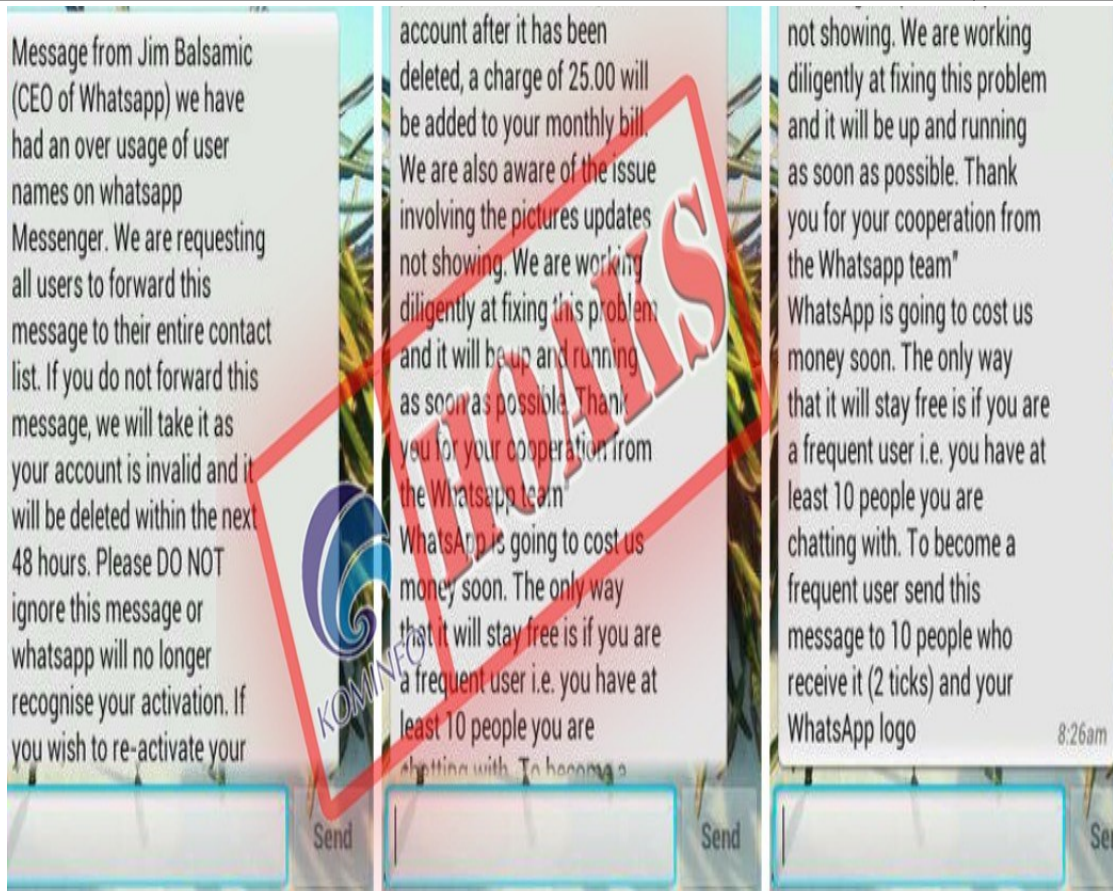 Message from Jim Balsamic
(CEO of Whatsapp) we have
had an over usage of user
names on whatsapp
Messenger. We are requesting
all users to forward this
message to their entire contact
list. If you do not forward this
message, we will take it as
your account is invalid and it
will be deleted within the next
48 hours. Please DO NOT
ignore this message or
whatsapp will no longer
recognise your activation. If
you wish to re-activate your
Send
account after it has been
deleted, a charge of 25.00 will
be added to your monthly bill.
We are also aware of the issue
involving the pictures updates
not showing. We are working
diligently at fixing this problem
and it will be up and running
as soon as possible. Thank
you for your cooperation from
the Whatsapp team"
WhatsApp is going to cost us
money soon. The only way
that it will stay free is if you are
a frequent user i.e. you have at
least 10 people you are
chatting with. To become a
Send
not showing. We are working
diligently at fixing this problem
and it will be up and running
as soon as possible. Thank
you for your cooperation from
the Whatsapp team"
WhatsApp is going to cost us
money soon. The only way
that it will stay free is if you are
a frequent user i.e. you have at
least 10 people you are
chatting with. To become a
frequent user send this
message to 10 people who
receive it (2 ticks) and your
WhatsApp logo
8:26am
Se
HOAKS
KOMINFO